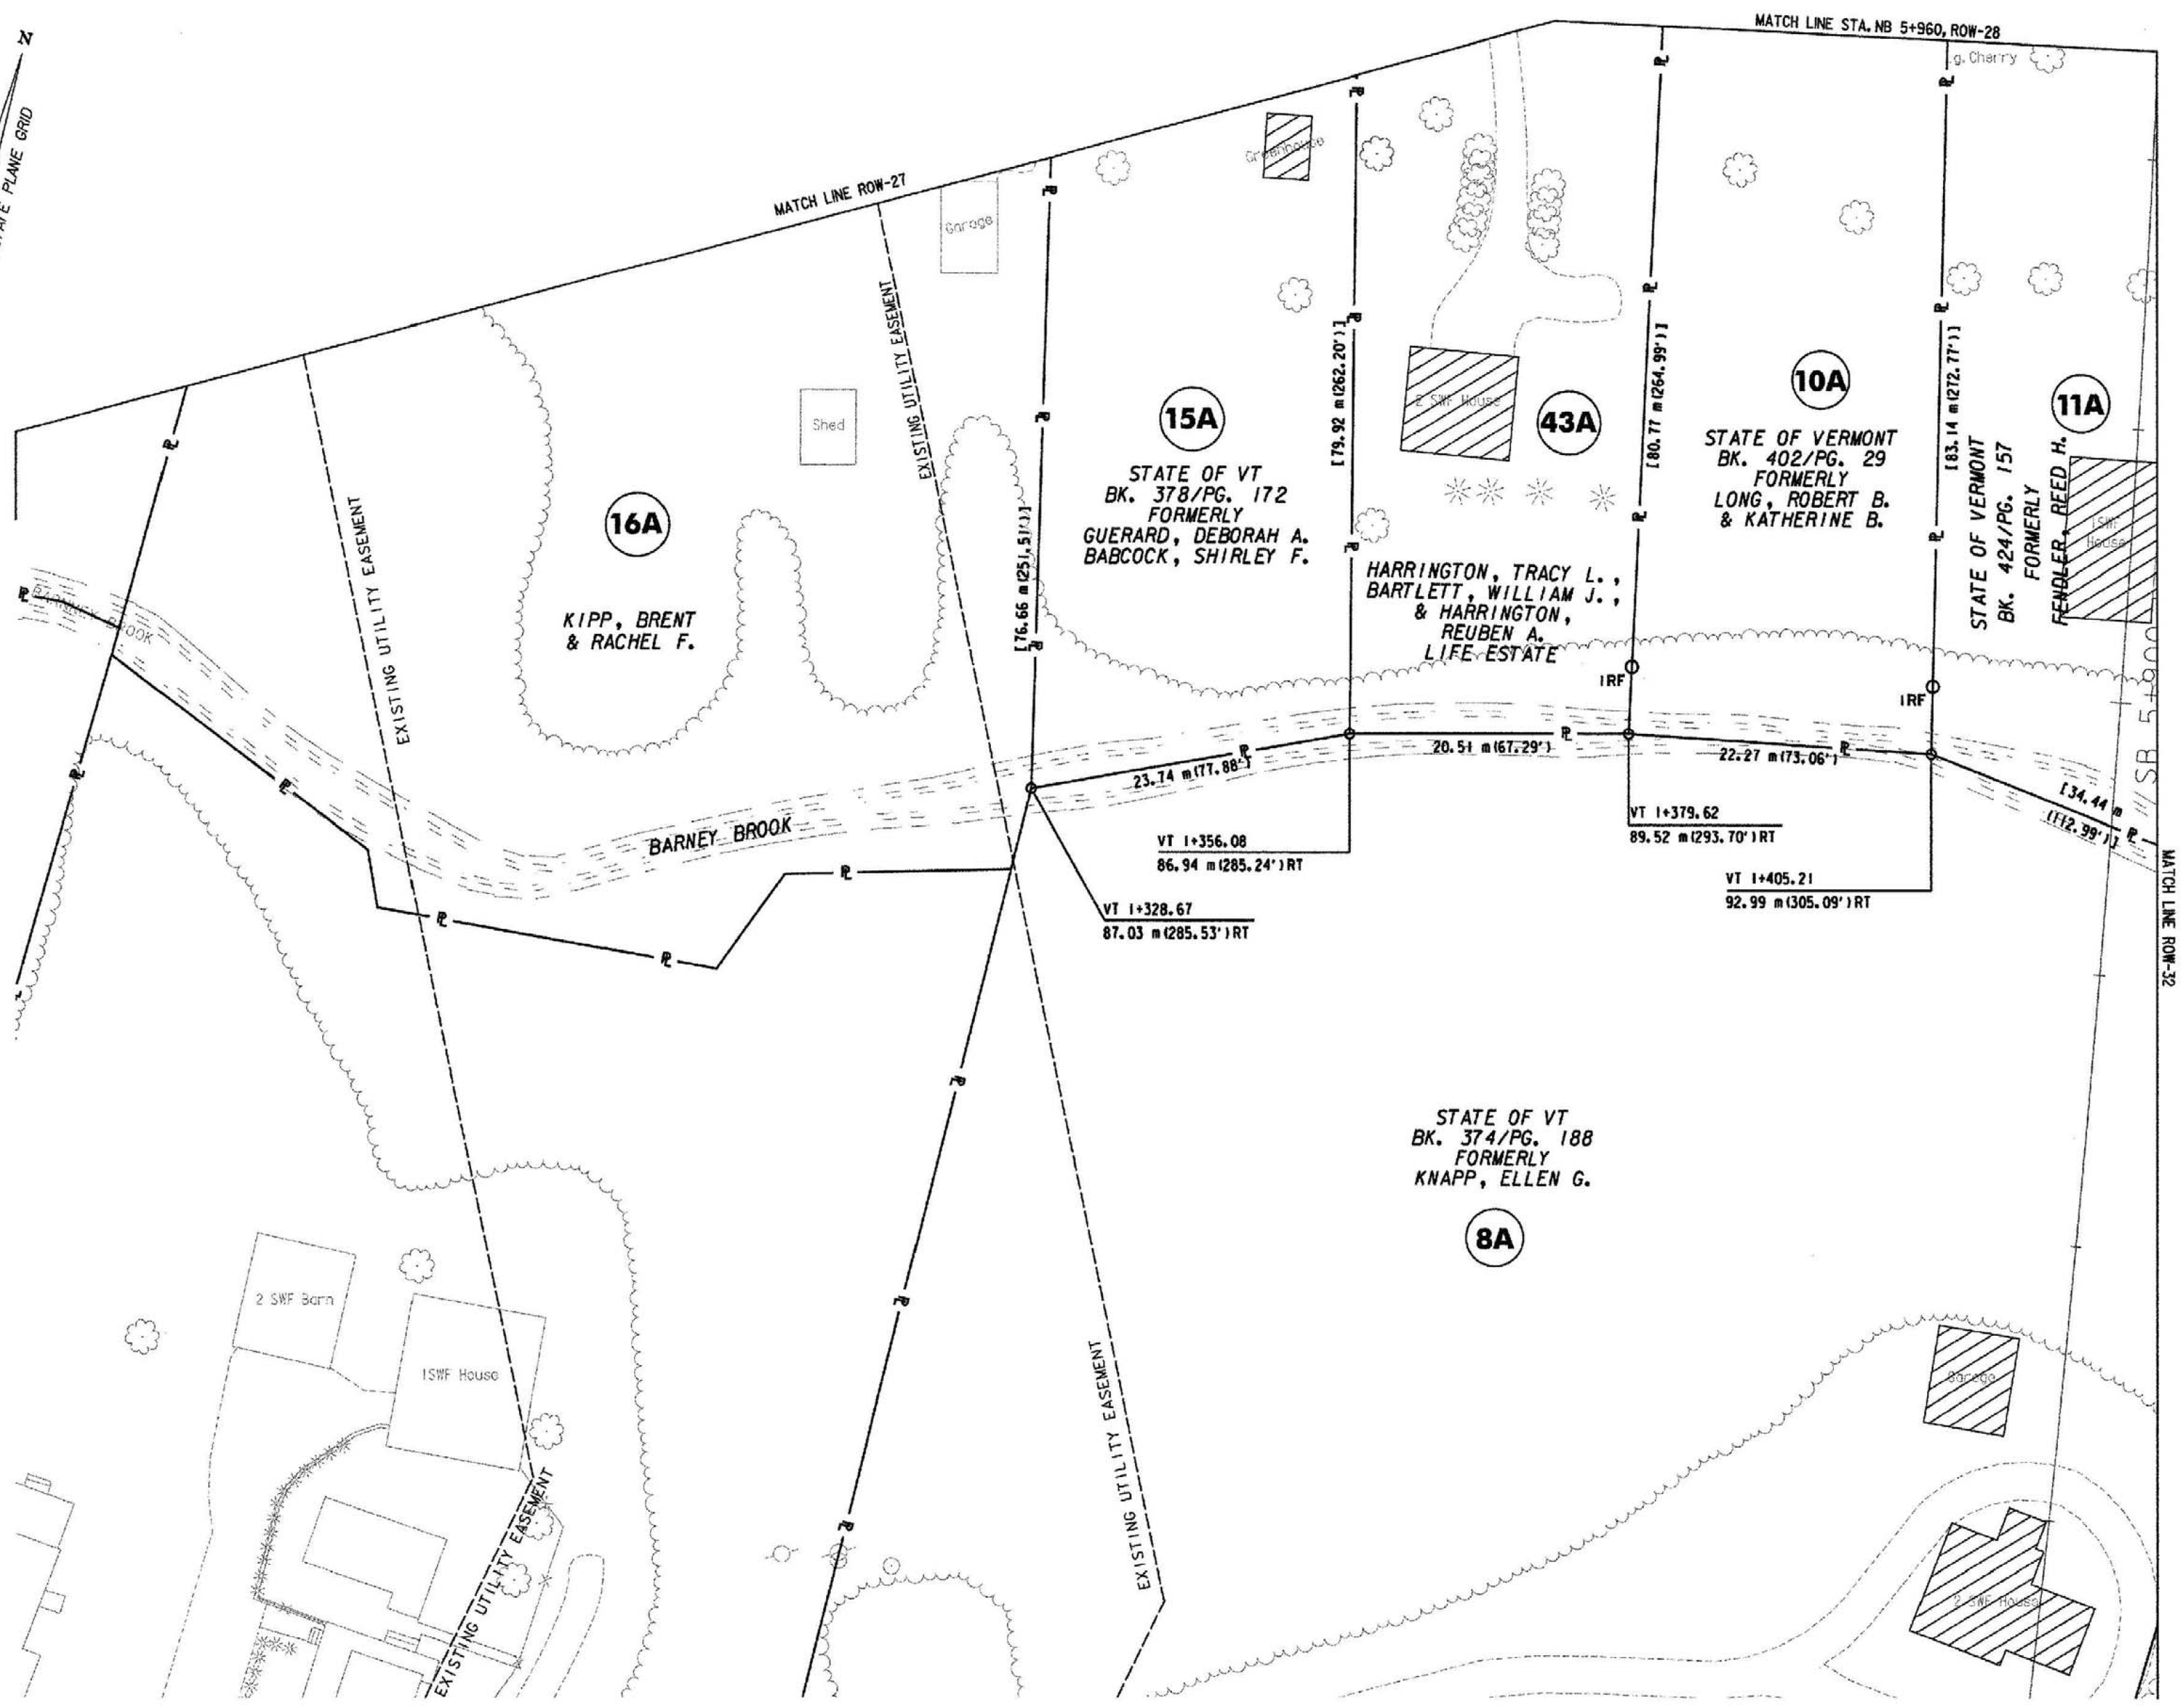 MATCH LINE STA. NB 5+960, ROW-28
N
PLANE GRID
g. Cherry
MATCH LINE ROW-27
Greenhouse
Garage
EXISTING UTILITY EASEMENT
EXISTING UTILITY EASEMENT
Shed
16A
KIPP, BRENT
& RACHEL F.
[76.66 m(251.51')]
15A
STATE OF VT
BK. 378/PG. 172
FORMERLY
GUERARD, DEBORAH A.
BABCOCK, SHIRLEY F.
[79.92 m(262.20')]
2 SWF House
43A
HARRINGTON, TRACY L.,
BARTLETT, WILLIAM J.,
& HARRINGTON,
REUBEN A.
LIFE ESTATE
[80.77 m(264.99')]
10A
STATE OF VERMONT
BK. 402/PG. 29
FORMERLY
LONG, ROBERT B.
& KATHERINE B.
[83.14 m(272.77')]
11A
STATE OF VERMONT
BK. 424/PG. 157
FORMERLY
FENDLER, REED H.
1SWF
House
SB 5+900
BARNEY BROOK
IRF
IRF
23.74 m(77.88')
20.51 m(67.29')
22.27 m(73.06')
[34.44 m
(112.99')]
BARNEY BROOK
VT 1+356.08
86.94 m(285.24')RT
VT 1+379.62
89.52 m(293.70')RT
VT 1+405.21
92.99 m(305.09')RT
VT 1+328.67
87.03 m(285.53')RT
MATCH LINE ROW-32
STATE OF VT
BK. 374/PG. 188
FORMERLY
KNAPP, ELLEN G.
8A
2 SWF Barn
1SWF House
EXISTING UTILITY EASEMENT
EXISTING UTILITY EASEMENT
Garage
2 SWF House